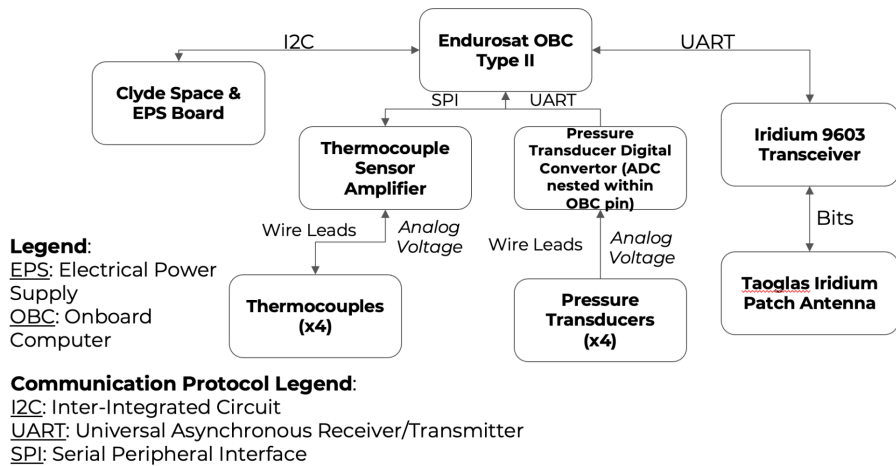 I2C
Endurosat OBC
Type II
UART
Clyde Space &
EPS Board
SPI
UART
Thermocouple
Sensor
Amplifier
Pressure
Transducer Digital
Convertor (ADC
nested within
OBC pin)
Iridium 9603
Transceiver
Wire Leads
Analog
Voltage
Wire Leads
Analog
Voltage
Bits
Thermocouples
(x4)
Pressure
Transducers
(x4)
Taoglas Iridium
Patch Antenna
Legend:
EPS: Electrical Power
Supply
OBC: Onboard
Computer
Communication Protocol Legend:
I2C: Inter-Integrated Circuit
UART: Universal Asynchronous Receiver/Transmitter
SPI: Serial Peripheral Interface